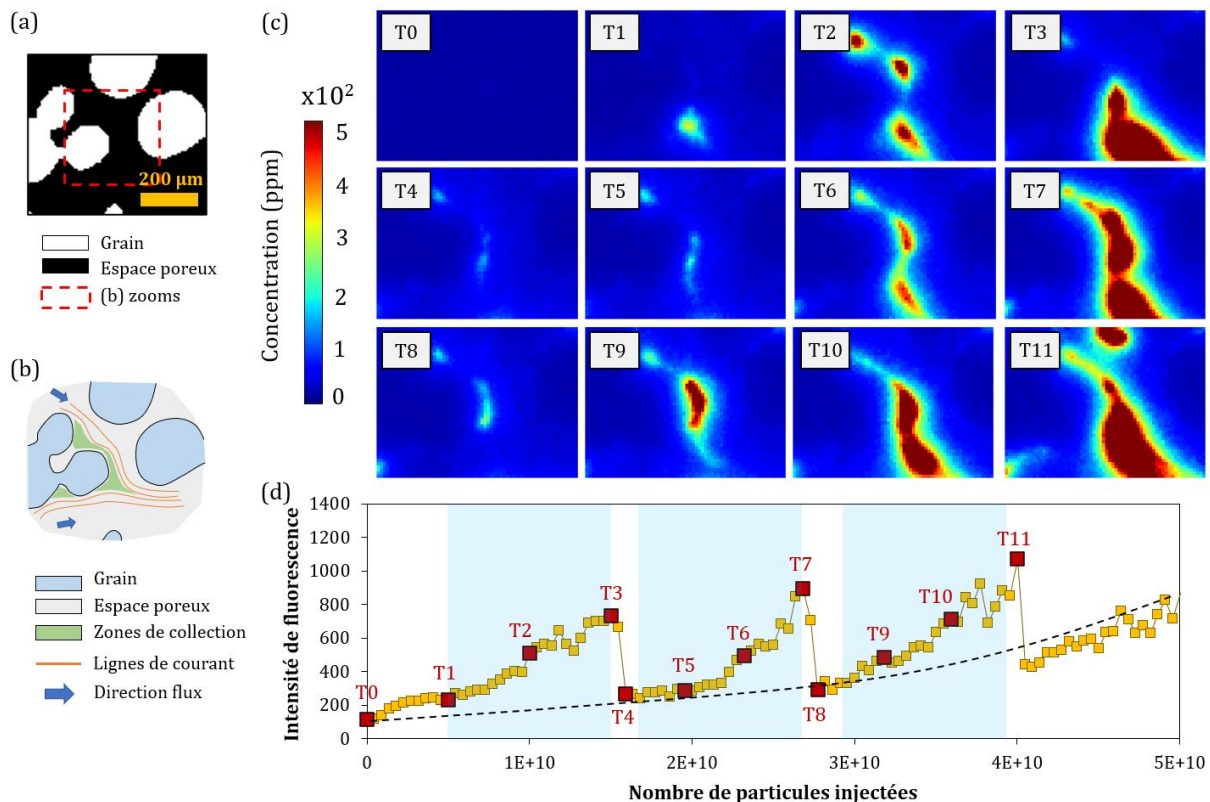 (a)
200 µm
Grain
Espace poreux
(b) zooms
(b)
Grain
Espace poreux
Zones de collection
Lignes de courant
Direction flux
(c)
x10²
Concentration (ppm)
5
4
3
2
1
0
T0
T1
T2
T3
T4
T5
T6
T7
T8
T9
T10
T11
(d)
Intensité de fluorescence
1400
1200
1000
800
600
400
200
0
T0
T1
T2
T3
T4
T5
T6
T7
T8
T9
T10
T11
0
1E+10
2E+10
3E+10
4E+10
5E+10
Nombre de particules injectées